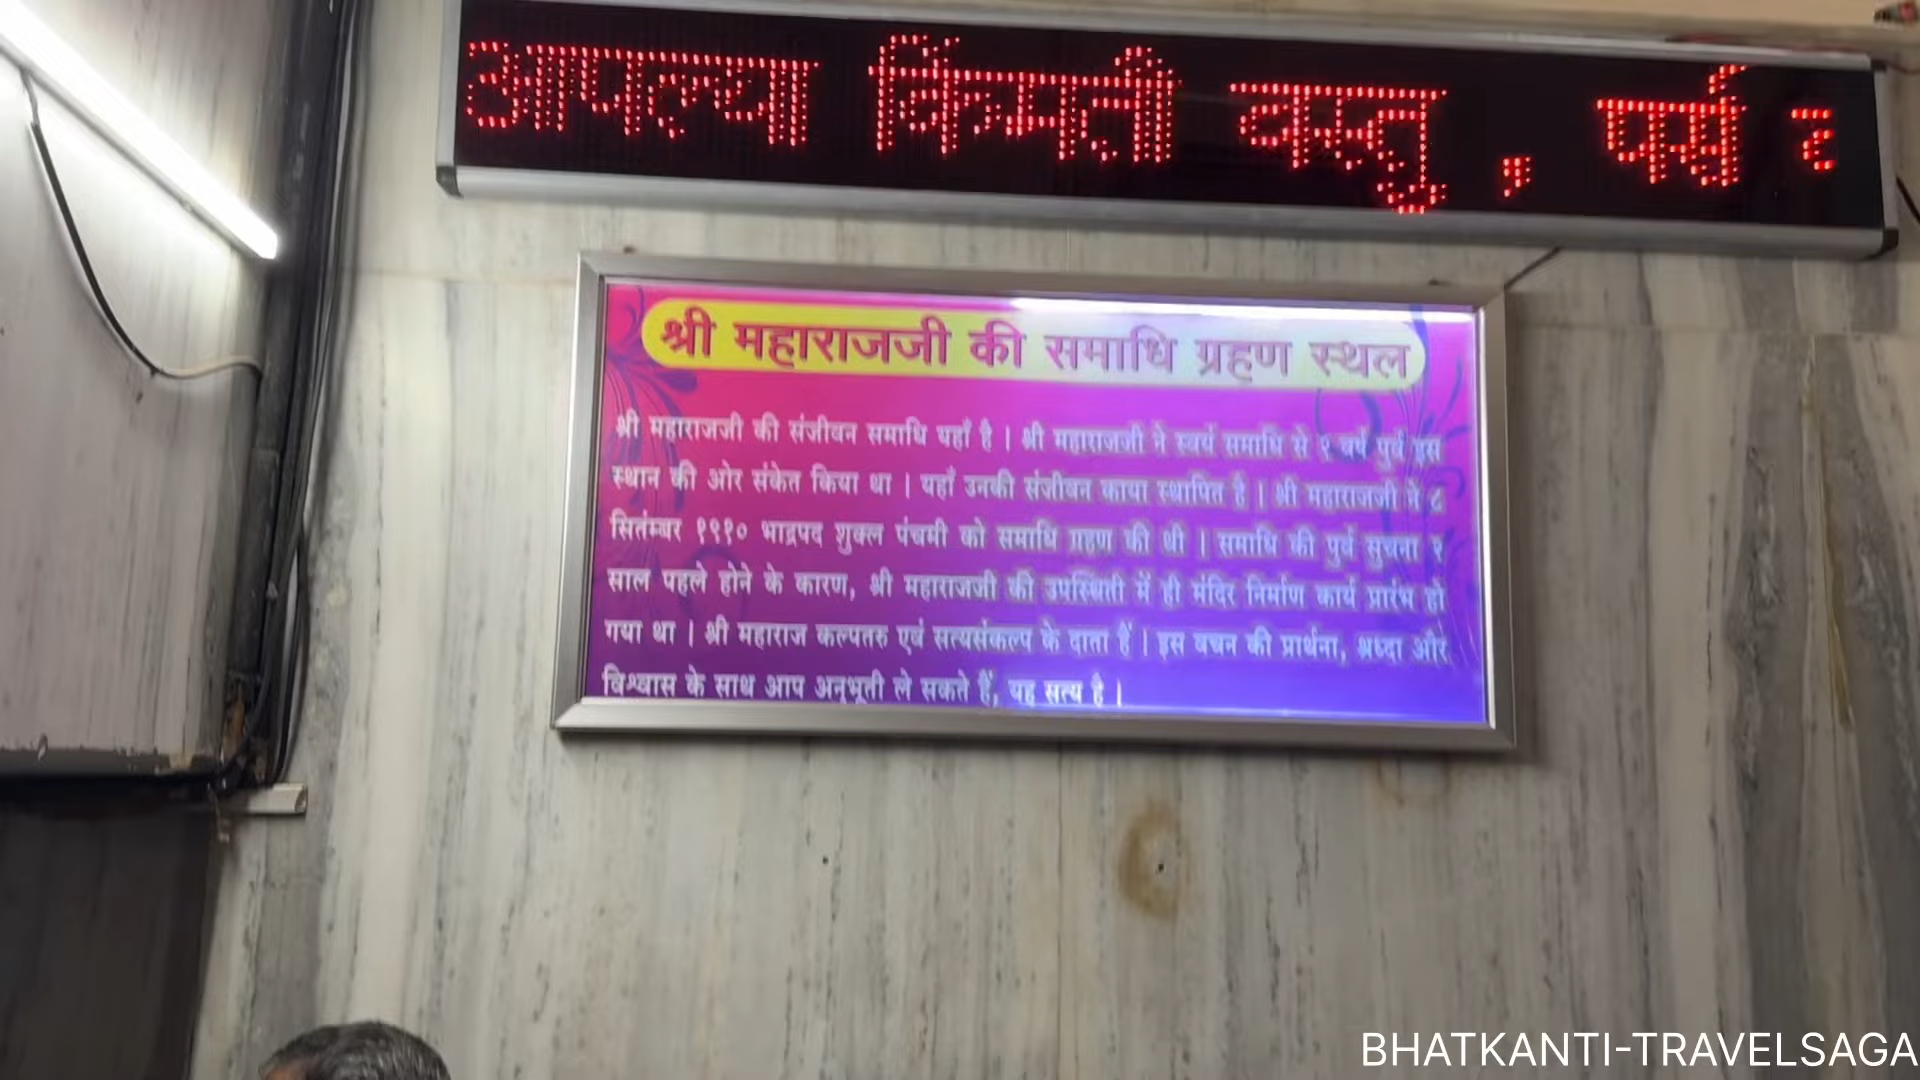 आपल्या किंमती वस्तु , पर्स
श्री महाराजजी की समाधि ग्रहण स्थल
श्री महाराजजी की संजीवन समाधि यहाँ है | श्री महाराजजी ने स्वयं समाधि से २ वर्ष पुर्व इस
स्थान की ओर संकेत किया था | यहाँ उनकी संजीवन काया स्थापित है | श्री महाराजजी ने ८
सितंम्बर १९१० भाद्रपद शुक्ल पंचमी को समाधि ग्रहण की थी | समाधि की पुर्व सुचना २
साल पहले होने के कारण, श्री महाराजजी की उपस्थिती में ही मंदिर निर्माण कार्य प्रारंभ हो
गया था | श्री महाराज कल्पतरु एवं सत्यसंकल्प के दाता हैं | इस वचन की प्रार्थना, श्रध्दा और
विश्वास के साथ आप अनुभूती ले सकते हैं, यह सत्य है |
BHATKANTI-TRAVELSAGA